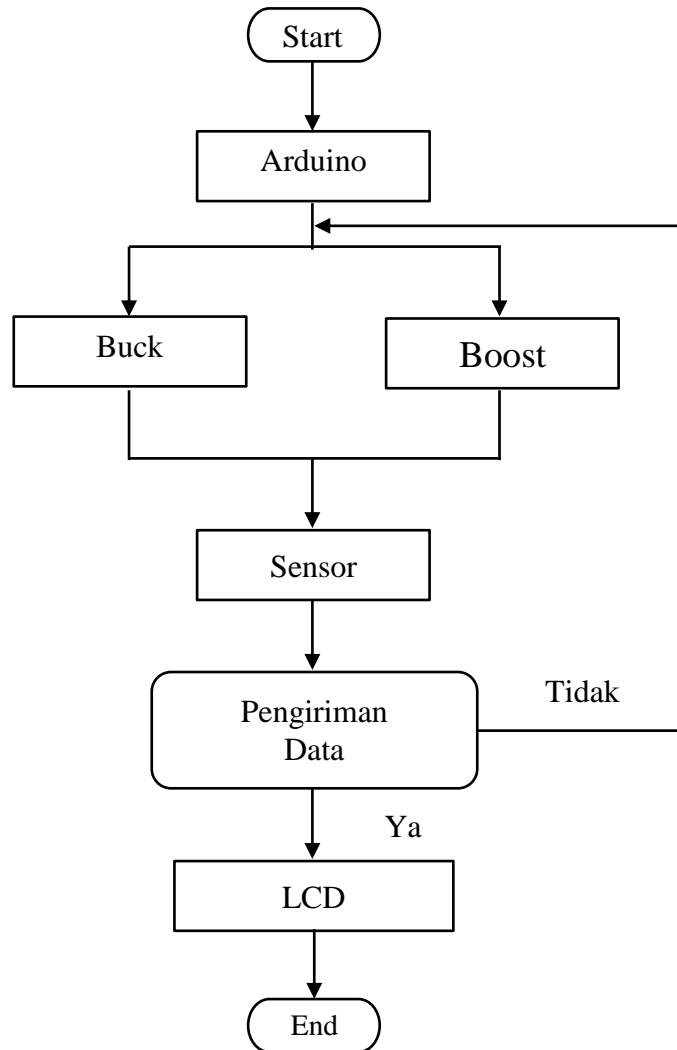 Start
Arduino
Buck
Boost
Sensor
Pengiriman
Data
Tidak
Ya
LCD
End